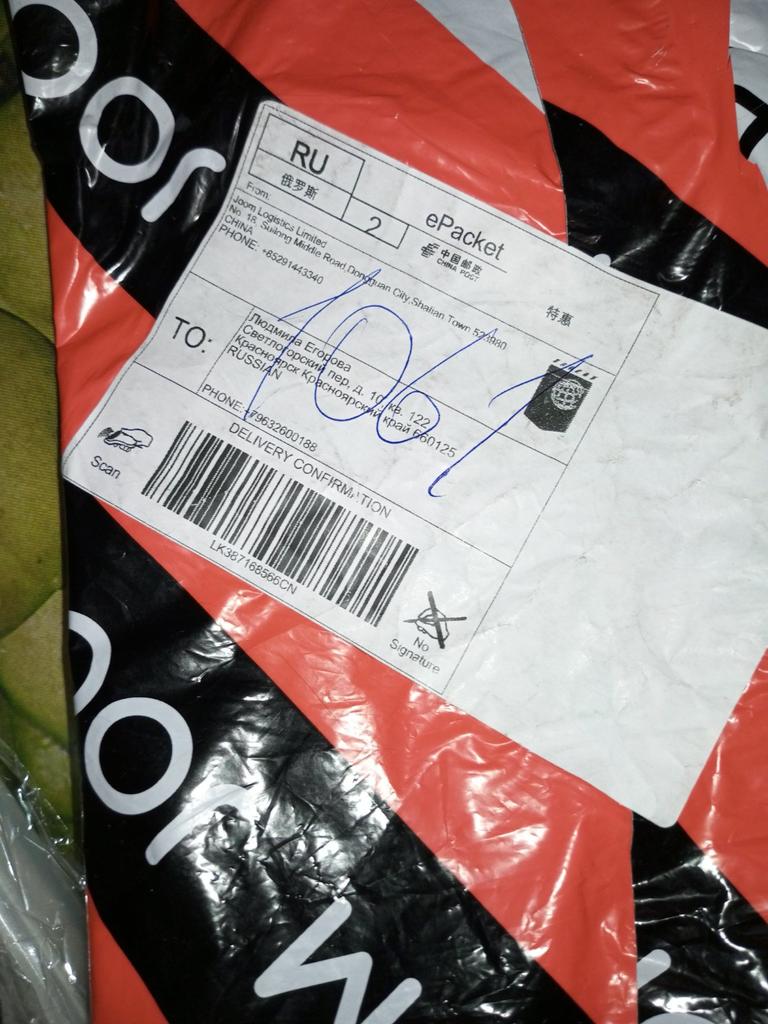 RU
俄罗斯
2
ePacket
中国邮政
CHINA POST
特惠
From:
Joom Logistics Limited
No. 18, Suilong Middle Road,Dongguan City,Shatian Town 523980
CHINA
PHONE: +65291443340
TO:
Людмила Егорова
Светлогорский пер, д. 10, кв. 122
Красноярск Красноярский край 660125
RUSSIAN
PHONE:+79632600188
1061
Scan
DELIVERY CONFIRMATION
LK387168566CN
No
Signature